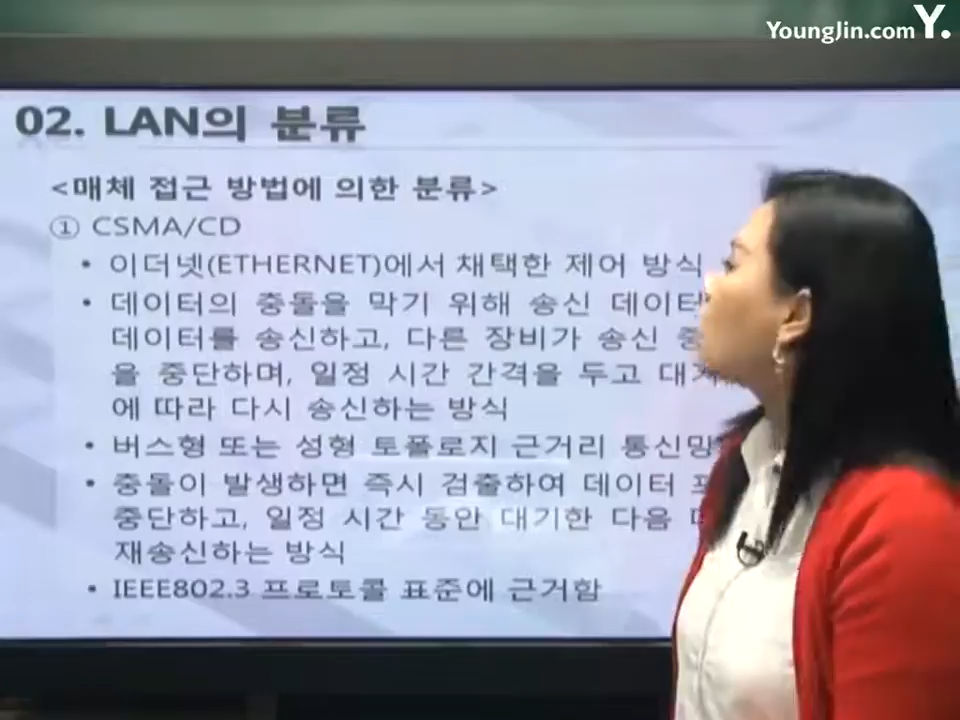 YoungJin.com Y.
02. LAN의 분류
<매체 접근 방법에 의한 분류>
① CSMA/CD
• 이더넷(ETHERNET)에서 채택한 제어 방식
• 데이터의 충돌을 막기 위해 송신 데이터
데이터를 송신하고, 다른 장비가 송신
을 중단하며, 일정 시간 간격을 두고
에 따라 다시 송신하는 방식
• 버스형 또는 성형 토폴로지 근거리 통신망
• 충돌이 발생하면 즉시 검출하여 데이터
중단하고, 일정 시간 동안 대기한 다음
재송신하는 방식
• IEEE802.3 프로토콜 표준에 근거함